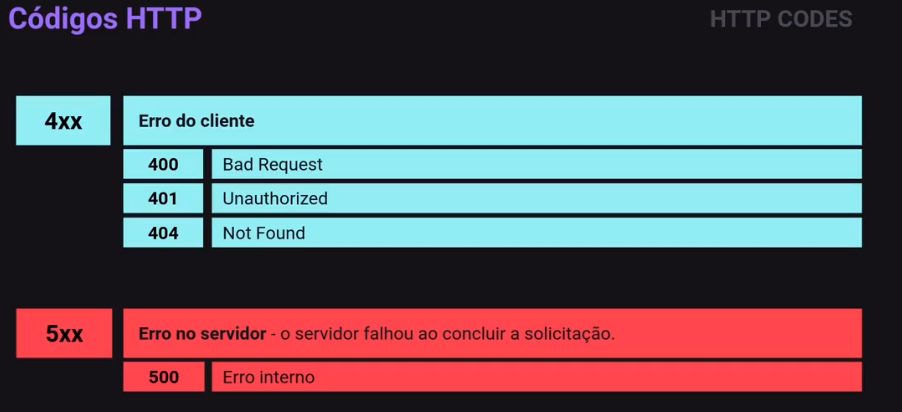 Códigos HTTP
HTTP CODES
4xx
Erro do cliente
400
Bad Request
401
Unauthorized
404
Not Found
5xx
Erro no servidor - o servidor falhou ao concluir a solicitação.
500
Erro interno